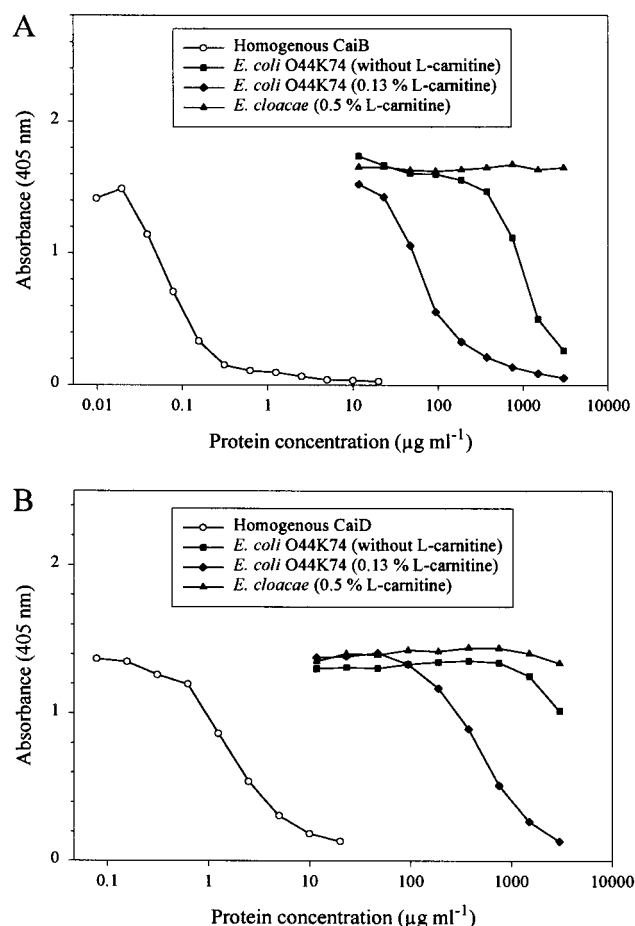 A
Homogenous CaiB
E. coli O44K74 (without L-carnitine)
E. coli O44K74 (0.13 % L-carnitine)
E. cloacae (0.5 % L-carnitine)
2
1
0
Absorbance (405 nm)
0.01 0.1 1 10 100 1000 10000
Protein concentration (µg ml⁻¹)
B
Homogenous CaiD
E. coli O44K74 (without L-carnitine)
E. coli O44K74 (0.13 % L-carnitine)
E. cloacae (0.5 % L-carnitine)
2
1
0
Absorbance (405 nm)
0.1 1 10 100 1000 10000
Protein concentration (µg ml⁻¹)